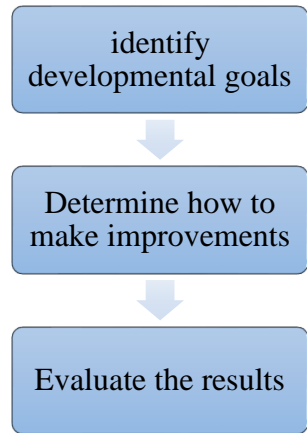 identify
developmental goals
Determine how to
make improvements
Evaluate the results